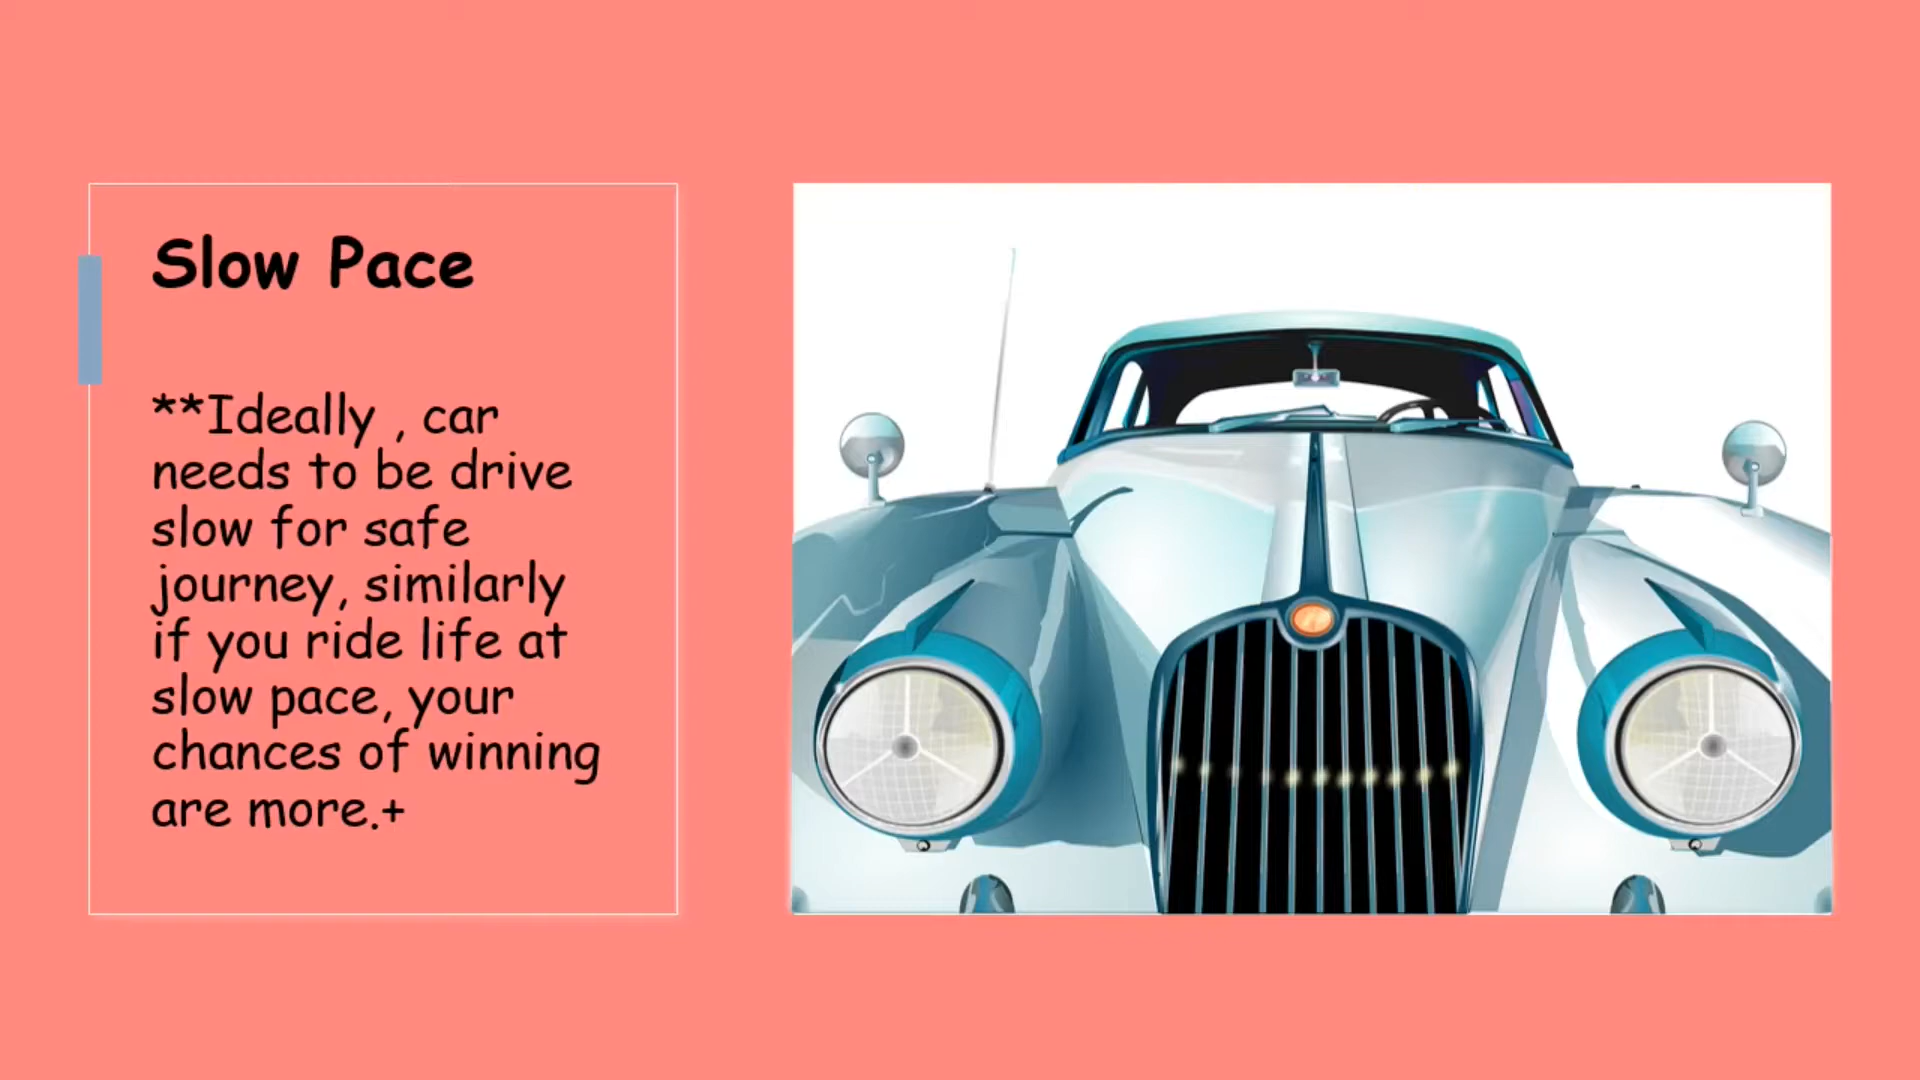 Slow Pace
**Ideally , car
needs to be drive
slow for safe
journey, similarly
if you ride life at
slow pace, your
chances of winning
are more.+